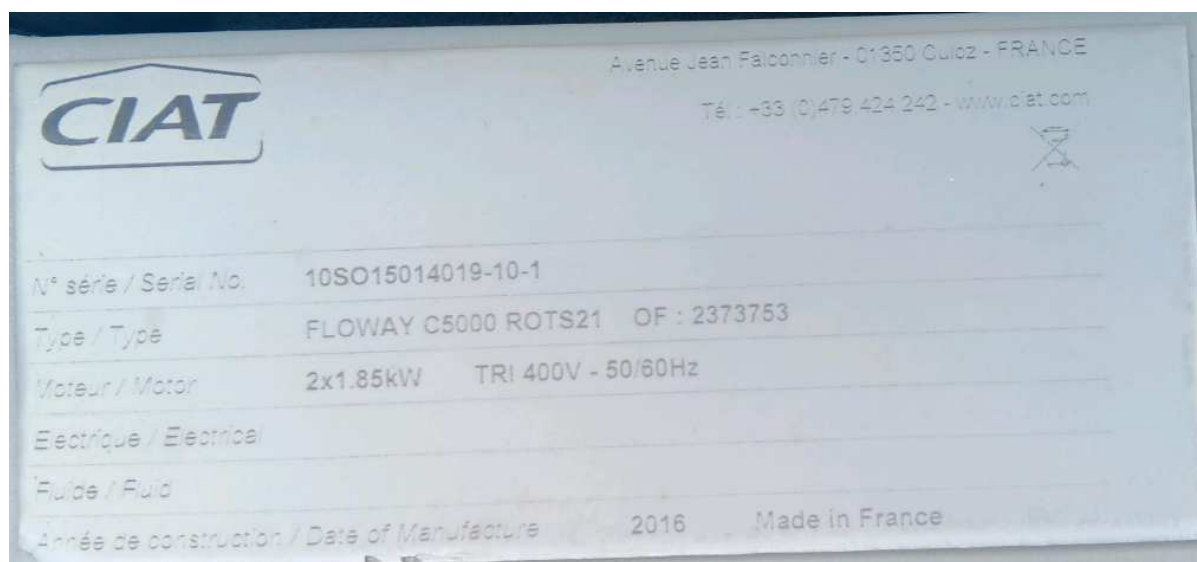 CIAT
Avenue Jean Falconnier - 01350 Culoz - FRANCE
Tél. : +33 (0)479.424.242 - www.ciat.com
N° série / Serial No. 10SO15014019-10-1
Type / Type FLOWAY C5000 ROTS21 OF : 2373753
Moteur / Motor 2x1.85kW TRI 400V - 50/60Hz
Electrique / Electrical
Fluide / Fluid
Année de construction / Date of Manufacture 2016 Made in France